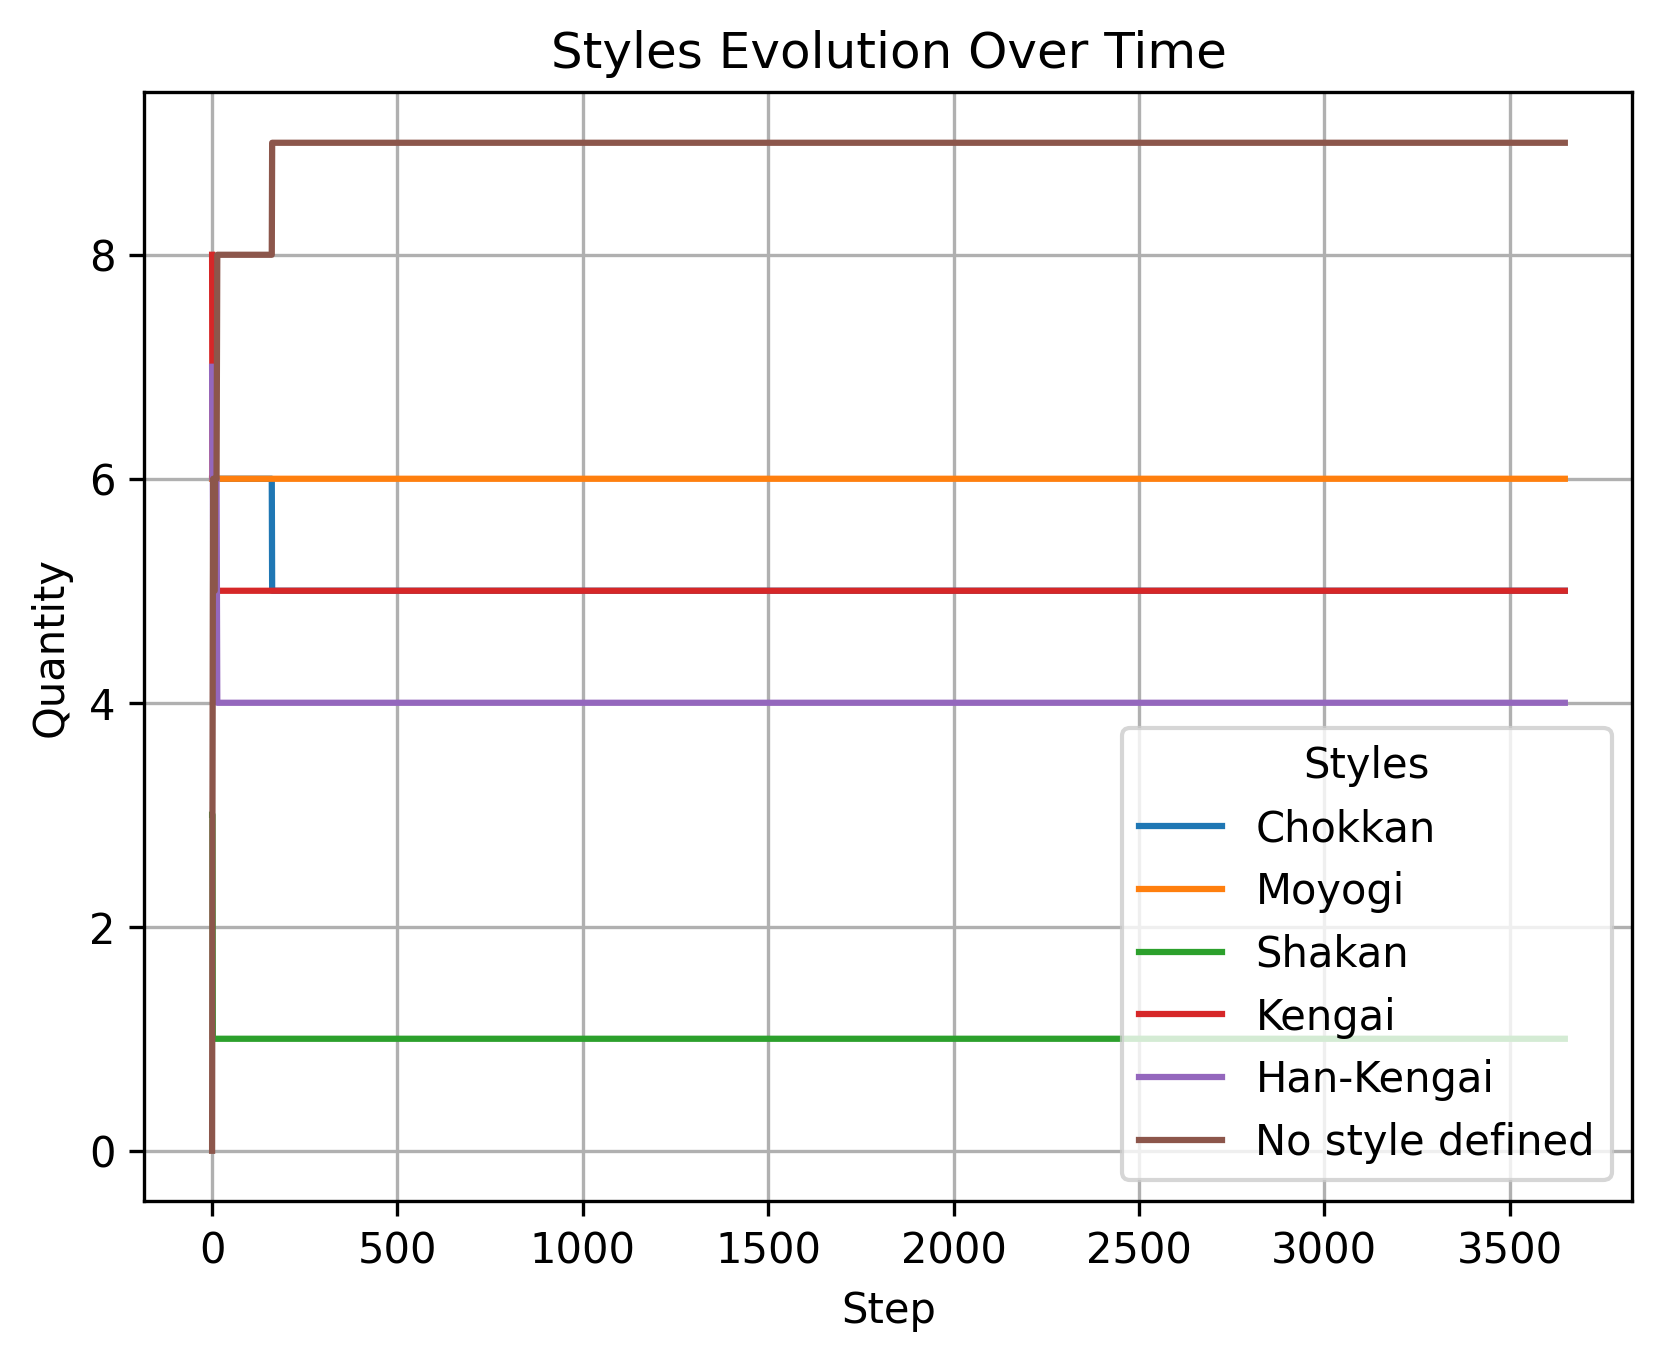 Styles Evolution Over Time
Quantity
8
6
4
2
0
Styles
Chokkan
Moyogi
Shakan
Kengai
Han-Kengai
No style defined
0 500 1000 1500 2000 2500 3000 3500
Step